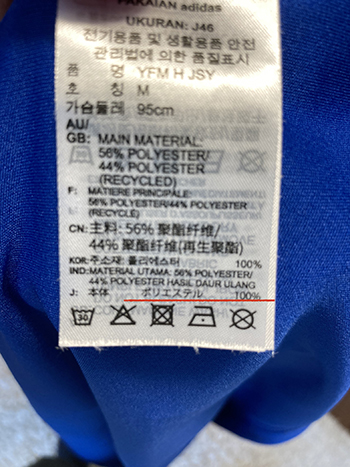 PAKAIAN adidas
UKURAN: J46
전기용품 및 생활용품 안전
관리법에 의한 품질표시
품 명 YFM H JSY
호 칭 M
가슴둘레 95cm
AU/
GB: MAIN MATERIAL:
56% POLYESTER/
44% POLYESTER
(RECYCLED)
F: MATIERE PRINCIPALE:
56% POLYESTER/44% POLYESTER
(RECYCLÉ)
CN: 主料: 56% 聚酯纤维/
44% 聚酯纤维(再生聚酯)
KOR: 주소재: 폴리에스터 100%
IND: MATERIAL UTAMA: 56% POLYESTER/
44% POLYESTER HASIL DAUR ULANG
J: 本体 ポリエステル 100%
30